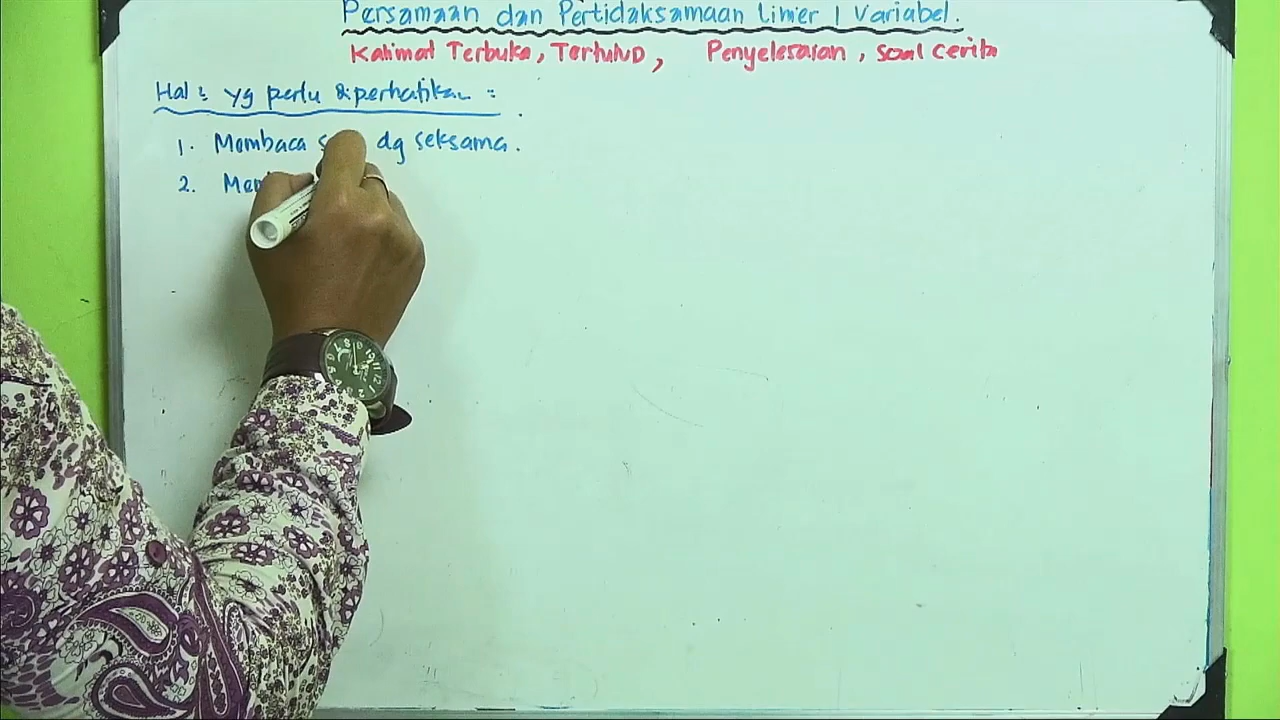 Persamaan dan Pertidaksamaan linier 1 Variabel.
Kalimat Terbuka, Tertutup, Penyelesaian, soal cerita
Hal² yg perlu diperhatikan :
1. Membaca dg seksama.
2.